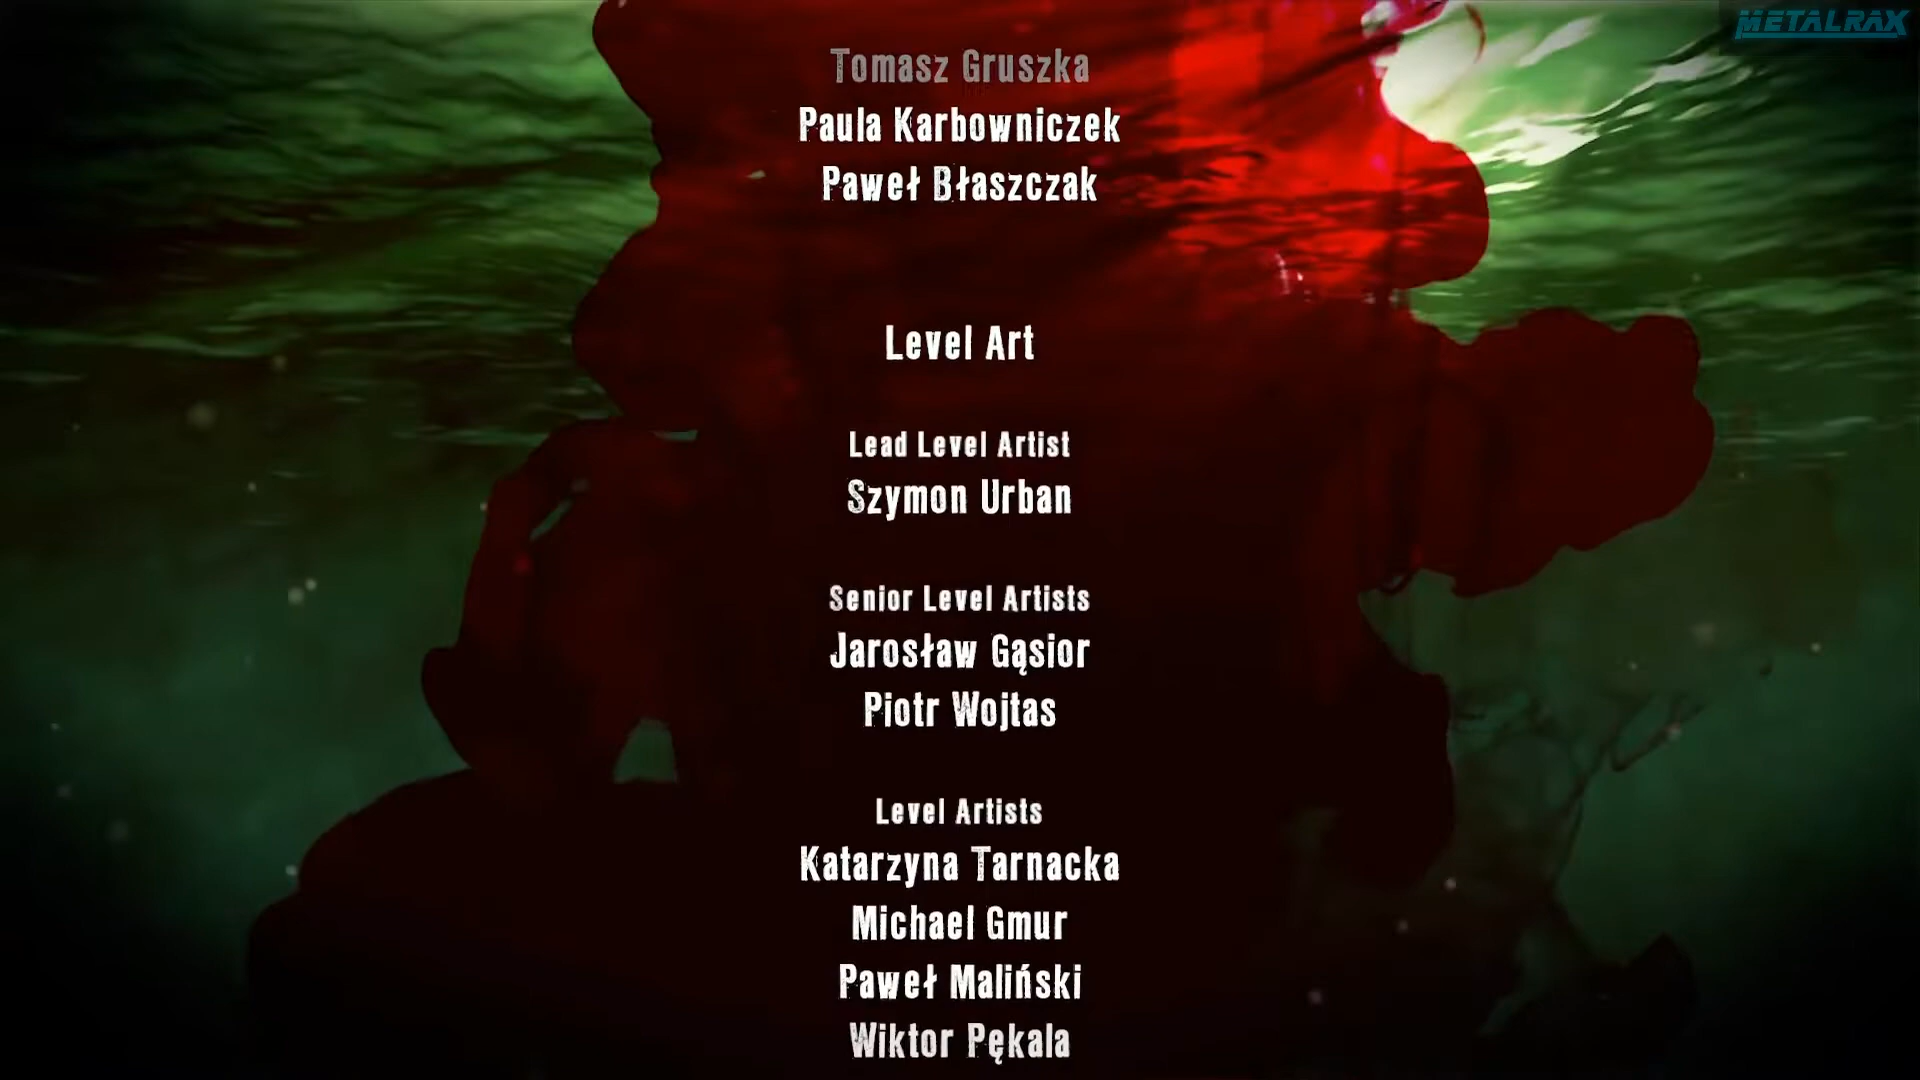 METALRAX
Tomasz Gruszka
Paula Karbowniczek
Paweł Błaszczak
Level Art
Lead Level Artist
Szymon Urban
Senior Level Artists
Jarosław Gąsior
Piotr Wojtas
Level Artists
Katarzyna Tarnacka
Michael Gmur
Paweł Maliński
Wiktor Pękala